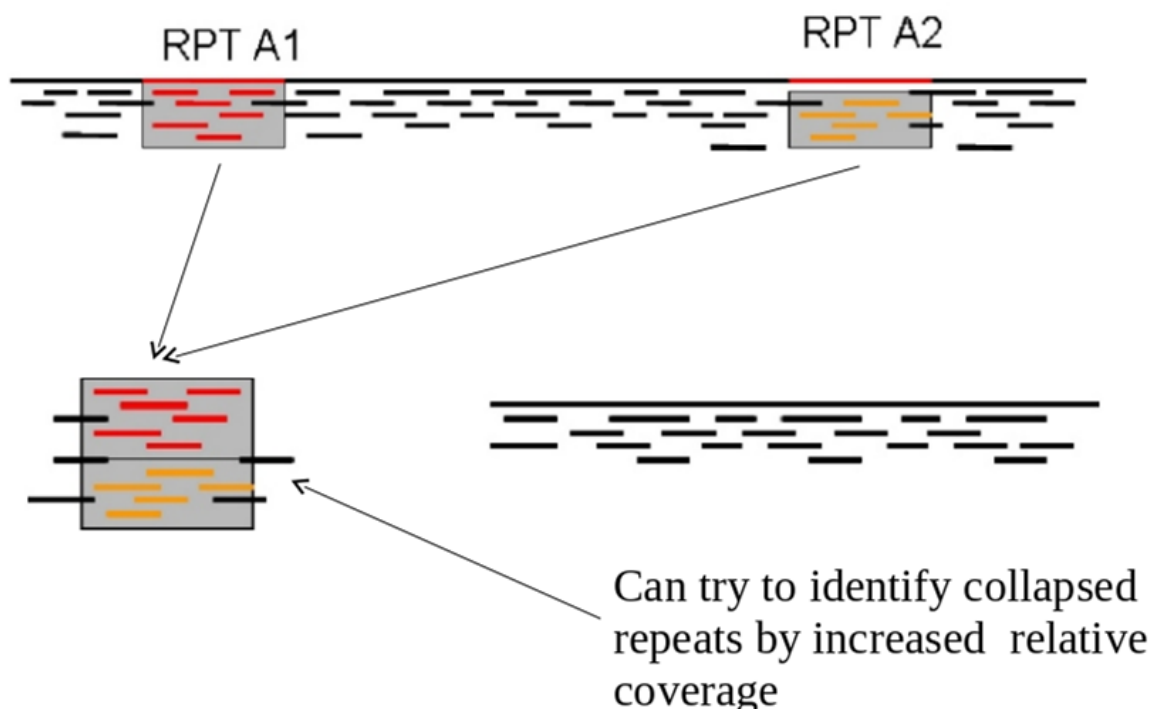 RPT A1
RPT A2
Can try to identify collapsed
repeats by increased relative
coverage